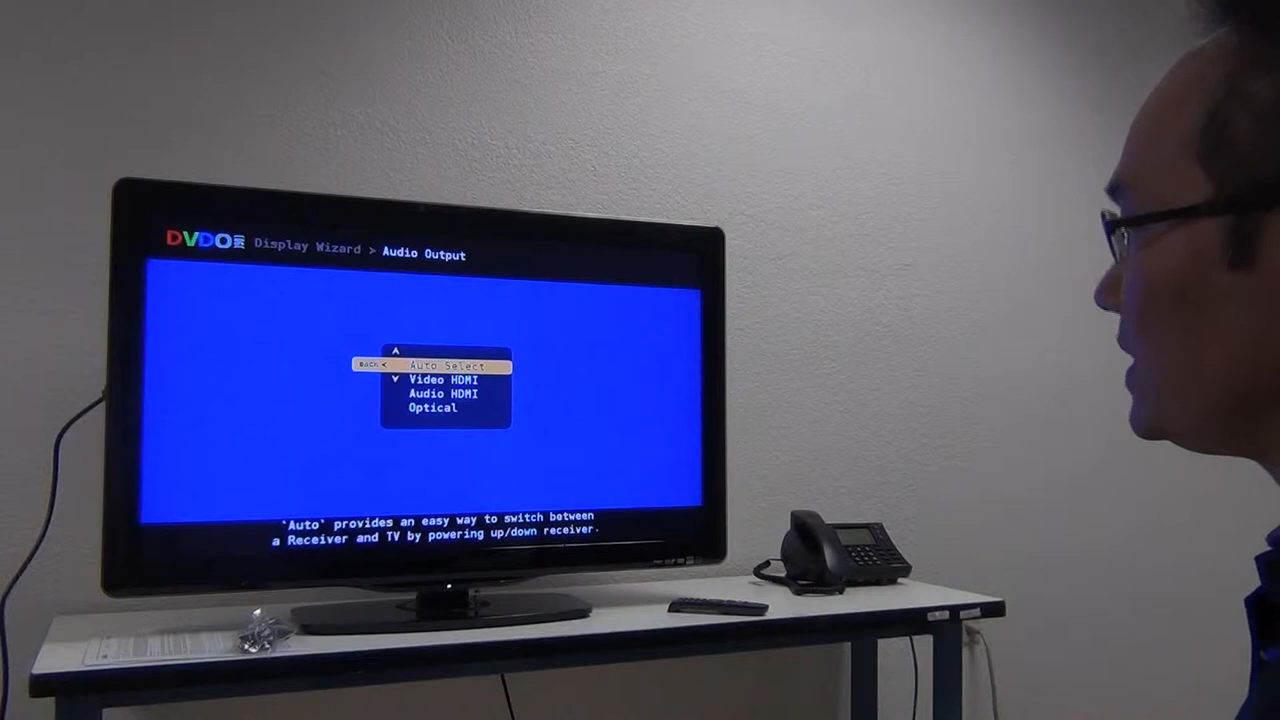 DVDO Display Wizard > Audio Output
BACK < Auto Select
Video HDMI
Audio HDMI
Optical
`Auto` provides an easy way to switch between
a Receiver and TV by powering up/down receiver.